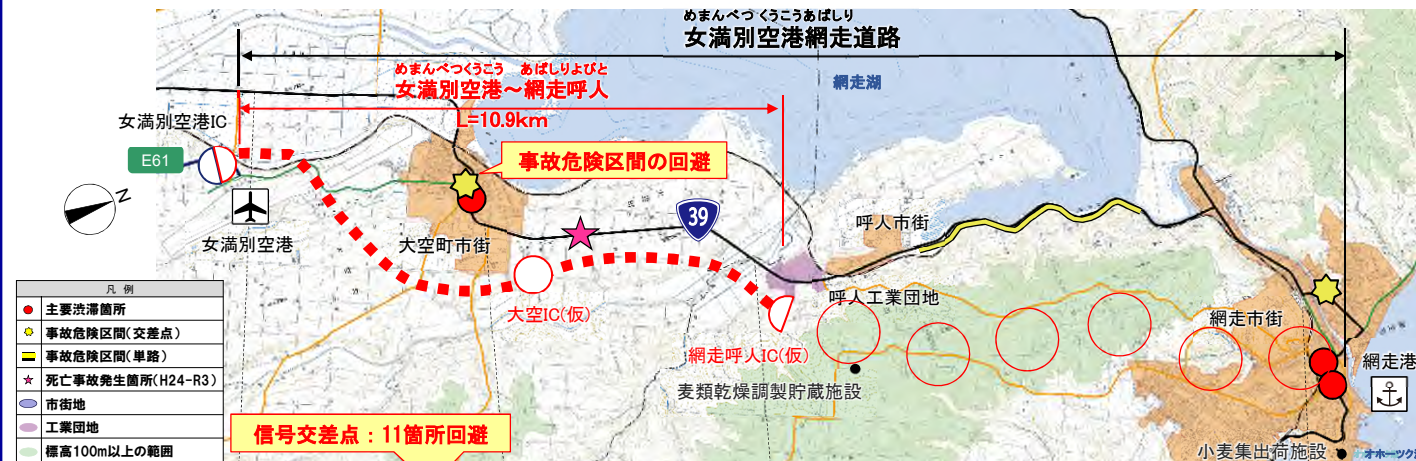 めまんべつくうこうあばしり
女満別空港網走道路
めまんべつくうこう あばしりよびと
女満別空港～網走呼人
L=10.9km
網走湖
女満別空港IC
E61
事故危険区間の回避
N
39
女満別空港
大空町市街
呼人市街
大空IC(仮)
呼人工業団地
網走市街
網走呼人IC(仮)
網走港
麦類乾燥調製貯蔵施設
小麦集出荷施設
オホーツク
信号交差点：11箇所回避
凡 例
主要渋滞箇所
事故危険区間(交差点)
事故危険区間(単路)
死亡事故発生箇所(H24-R3)
市街地
工業団地
標高100m以上の範囲